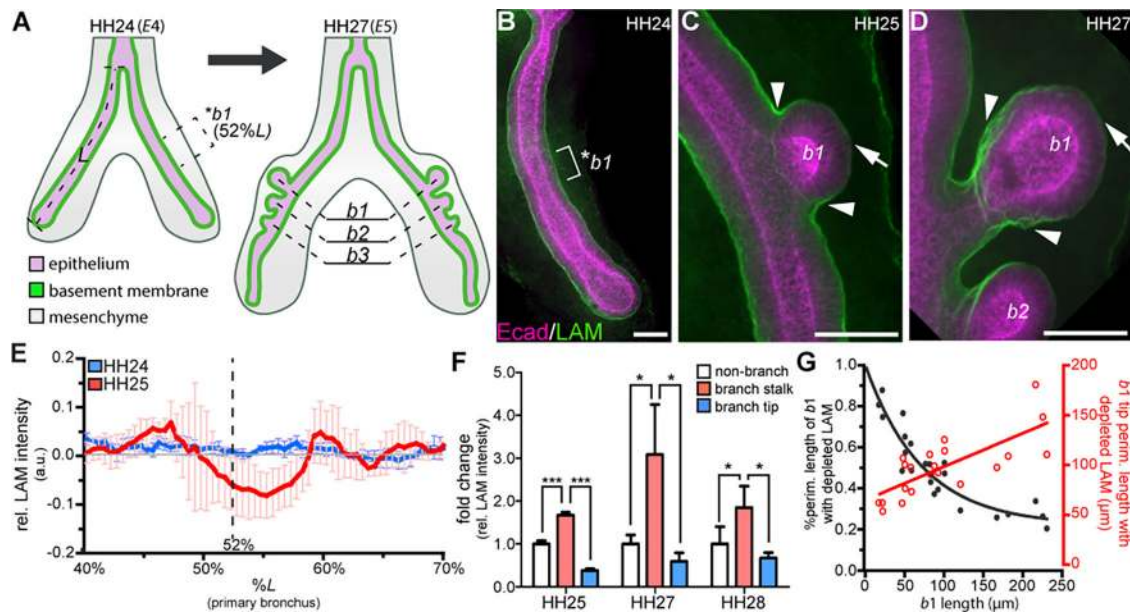 A
HH24 (E4)
HH27 (E5)
*b1
(52%L)
b1
b2
b3
epithelium
basement membrane
mesenchyme
B
HH24
*b1
Ecad/LAM
C
HH25
b1
D
HH27
b1
b2
E
HH24
HH25
rel. LAM intensity
(a.u.)
0.2
0.1
0.0
-0.1
-0.2
52%
40% 50% 60% 70%
%L
(primary bronchus)
F
non-branch
branch stalk
branch tip
fold change
(rel. LAM intensity)
5.0
4.0
3.0
2.0
1.0
0.0
*** ***
* *
* *
HH25 HH27 HH28
G
%perim. length of b1
with depleted LAM
1.0
0.8
0.6
0.4
0.2
0.0
0 50 100 150 200 250
b1 length (μm)
200
150
100
50
0
b1 tip perim. length with
depleted LAM (μm)